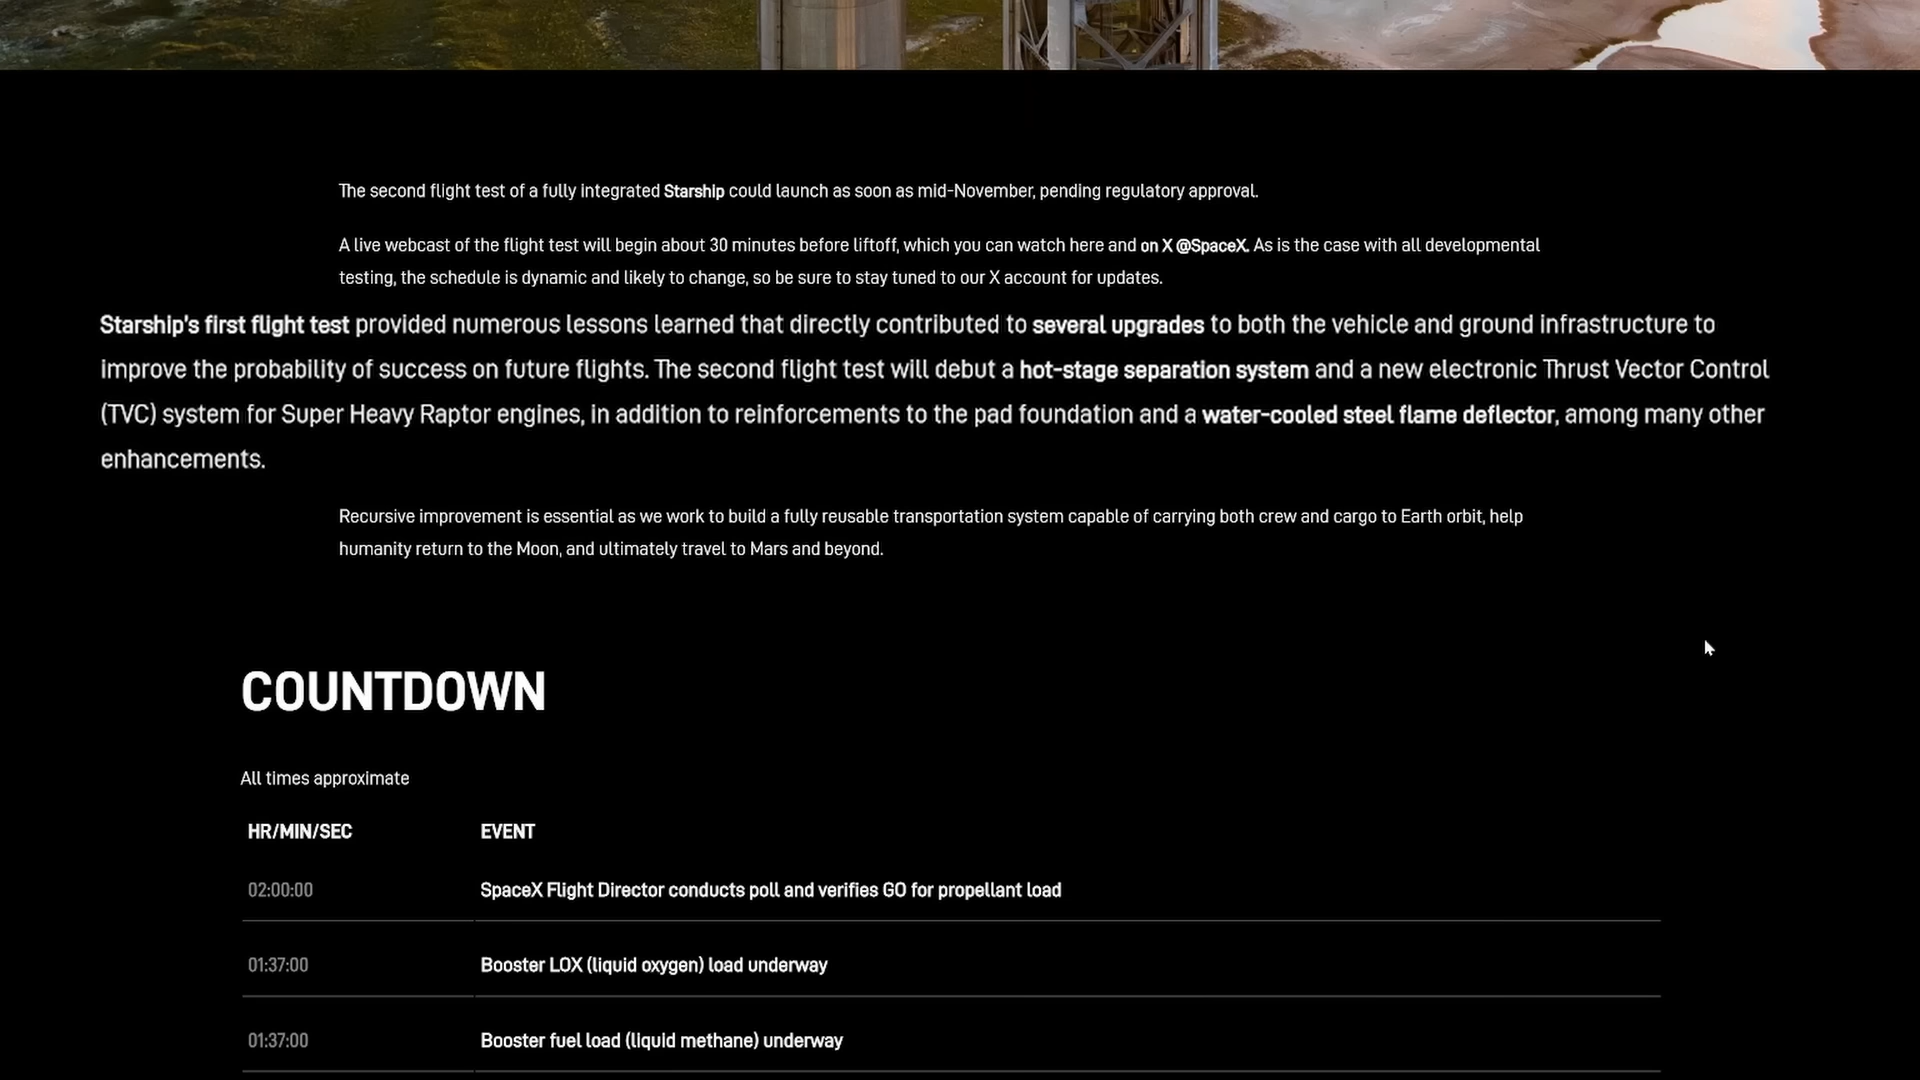 The second flight test of a fully integrated Starship could launch as soon as mid-November, pending regulatory approval.
A live webcast of the flight test will begin about 30 minutes before liftoff, which you can watch here and on X @SpaceX. As is the case with all developmental
testing, the schedule is dynamic and likely to change, so be sure to stay tuned to our X account for updates.
Starship's first flight test provided numerous lessons learned that directly contributed to several upgrades to both the vehicle and ground infrastructure to
improve the probability of success on future flights. The second flight test will debut a hot-stage separation system and a new electronic Thrust Vector Control
(TVC) system for Super Heavy Raptor engines, in addition to reinforcements to the pad foundation and a water-cooled steel flame deflector, among many other
enhancements.
Recursive improvement is essential as we work to build a fully reusable transportation system capable of carrying both crew and cargo to Earth orbit, help
humanity return to the Moon, and ultimately travel to Mars and beyond.
COUNTDOWN
All times approximate
HR/MIN/SEC EVENT
02:00:00 SpaceX Flight Director conducts poll and verifies GO for propellant load
01:37:00 Booster LOX (liquid oxygen) load underway
01:37:00 Booster fuel load (liquid methane) underway